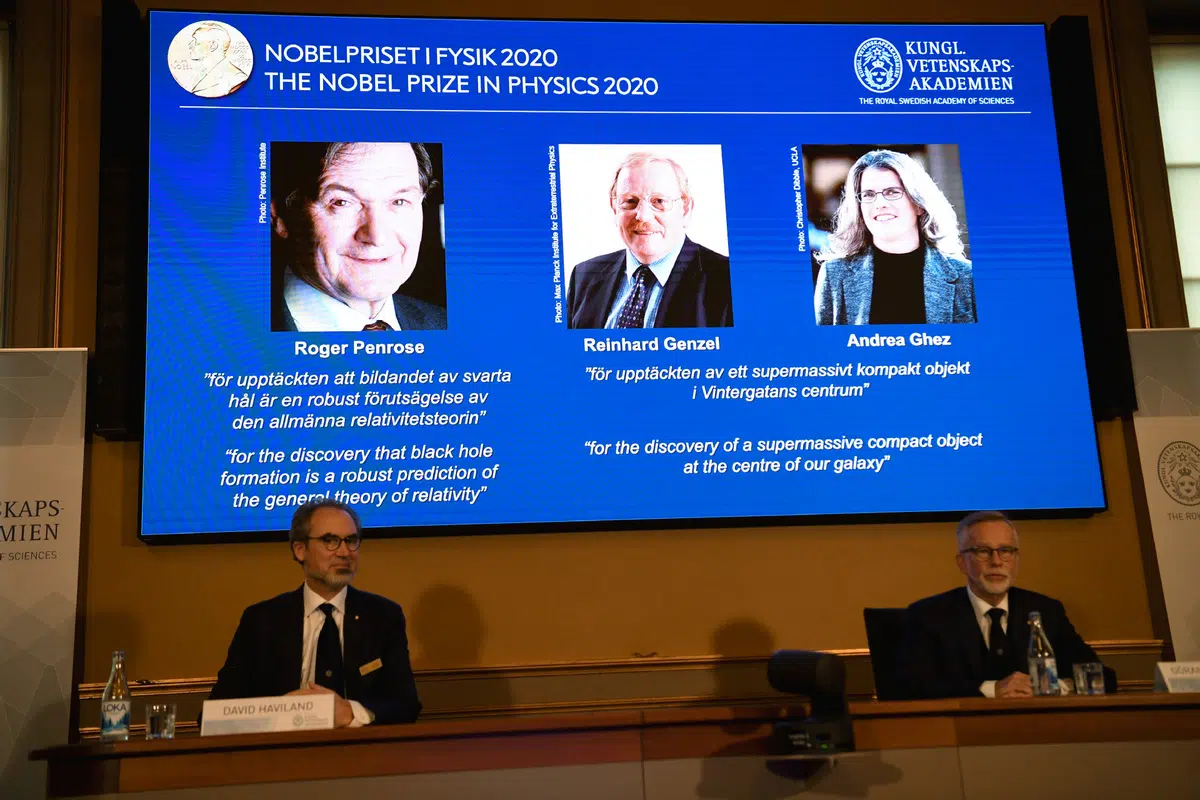 NOBELPRISET I FYSIK 2020
THE NOBEL PRIZE IN PHYSICS 2020
KUNGL.
VETENSKAPS-
AKADEMIEN
THE ROYAL SWEDISH ACADEMY OF SCIENCES
Photo: Penrose Institute
Photo: Max Planck Institute for Extraterrestrial Physics
Photo: Christopher Dibble, UCLA
Roger Penrose
”för upptäckten att bildandet av svarta
hål är en robust förutsägelse av
den allmänna relativitetsteorin”
“for the discovery that black hole
formation is a robust prediction of
the general theory of relativity”
Reinhard Genzel
Andrea Ghez
”för upptäckten av ett supermassivt kompakt objekt
i Vintergatans centrum”
“for the discovery of a supermassive compact object
at the centre of our galaxy”
SKAPS-
MIEN
OF SCIENCES
THE RO
LOKA
DAVID HAVILAND
GÖRAN